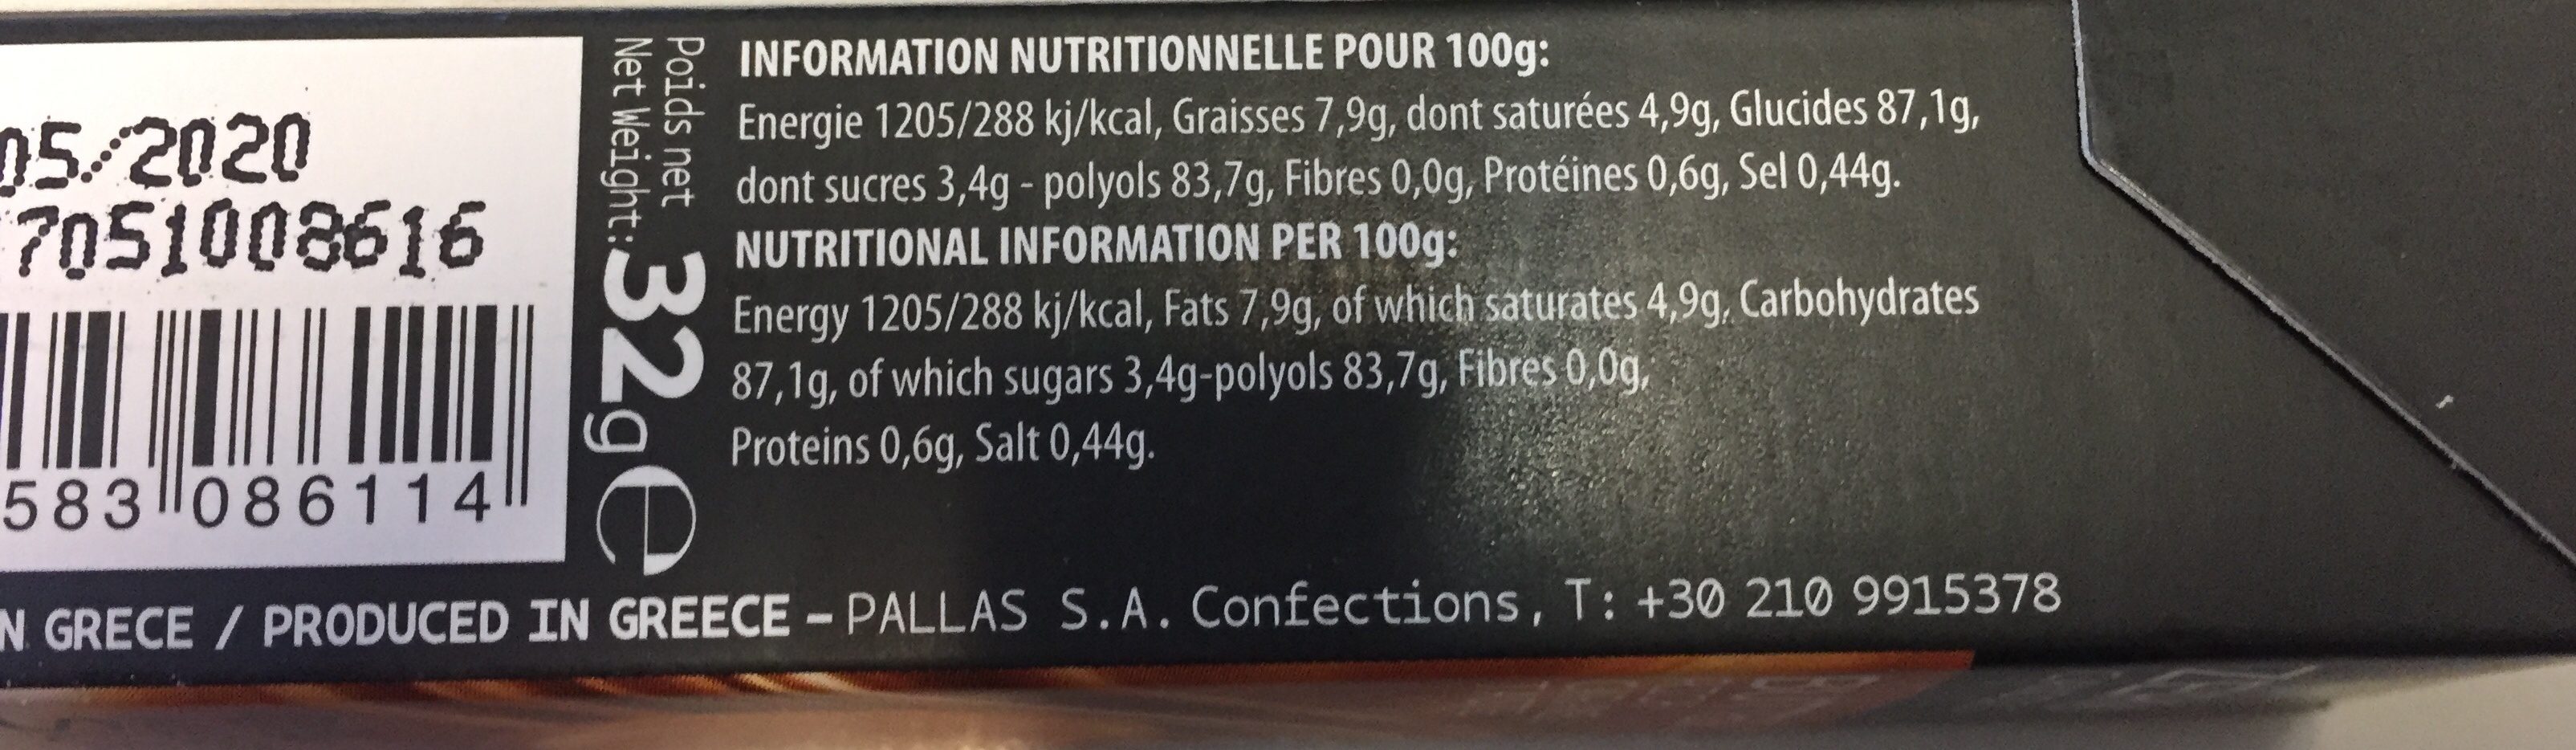 05/2020
7051008616
583 086114
Poids net
Net Weight: 32g e
INFORMATION NUTRITIONNELLE POUR 100g:
Energie 1205/288 kj/kcal, Graisses 7,9g, dont saturées 4,9g, Glucides 87,1g,
dont sucres 3,4g - polyols 83,7g, Fibres 0,0g, Protéines 0,6g, Sel 0,44g.
NUTRITIONAL INFORMATION PER 100g:
Energy 1205/288 kj/kcal, Fats 7,9g, of which saturates 4,9g, Carbohydrates
87,1g, of which sugars 3,4g-polyols 83,7g, Fibres 0,0g,
Proteins 0,6g, Salt 0,44g.
N GRECE / PRODUCED IN GREECE – PALLAS S.A. Confections, T: +30 210 9915378